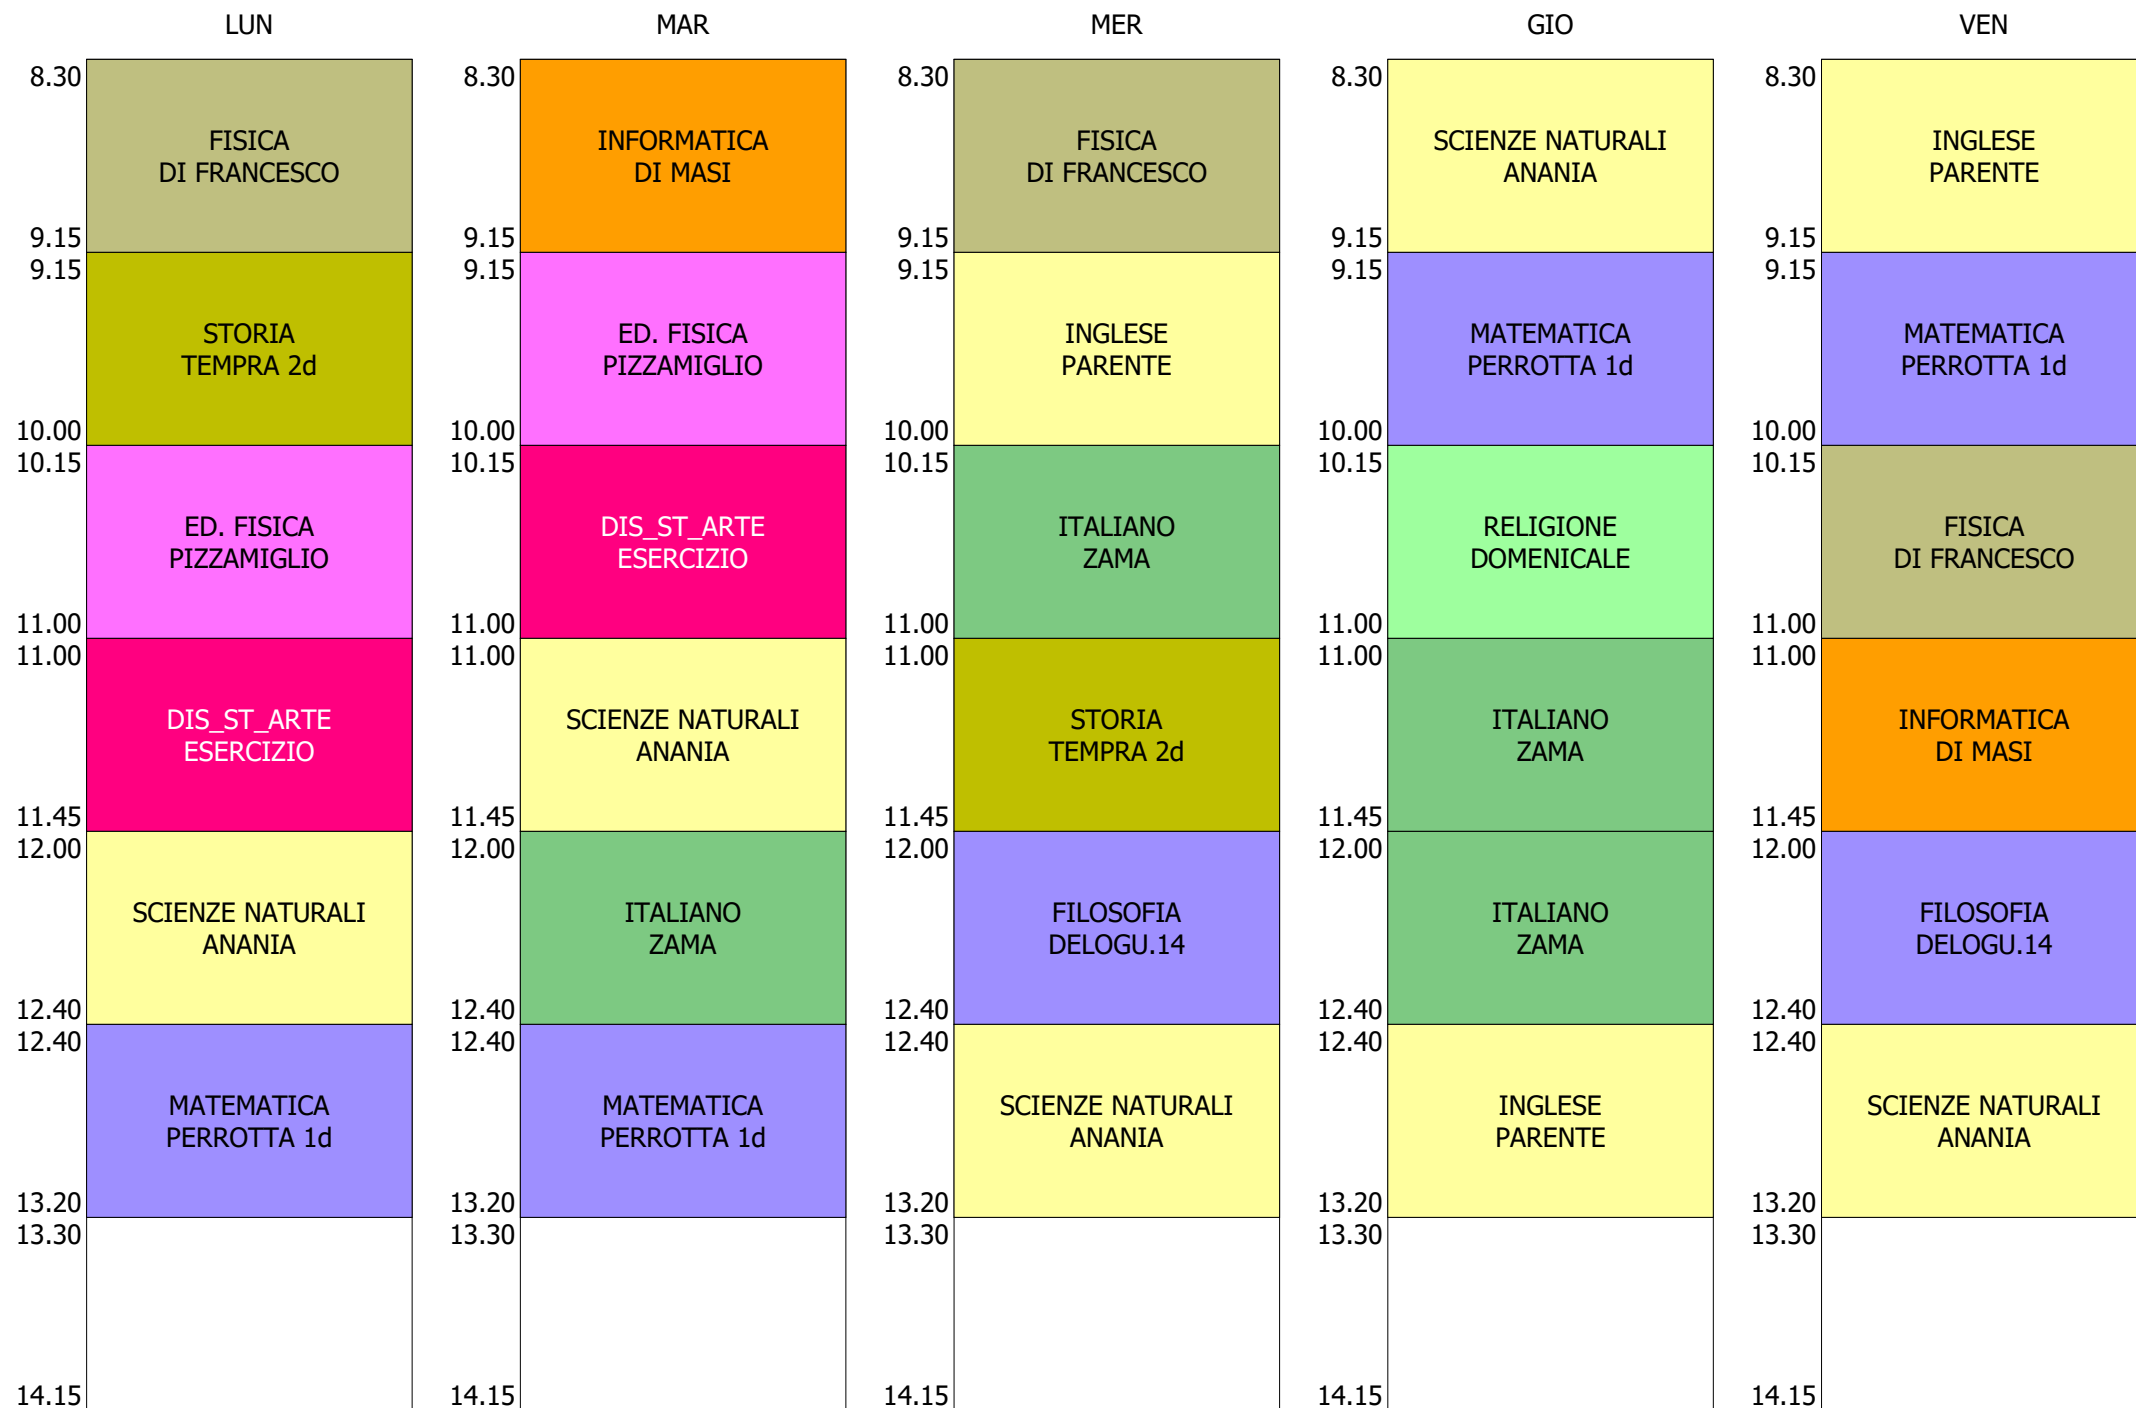 LUN MAR MER GIO VEN
8.30 8.30 8.30 8.30 8.30
FISICA INFORMATICA FISICA SCIENZE NATURALI INGLESE
DI FRANCESCO DI MASI DI FRANCESCO ANANIA PARENTE
9.15 9.15 9.15 9.15 9.15
9.15 9.15 9.15 9.15 9.15
STORIA ED. FISICA INGLESE MATEMATICA MATEMATICA
TEMPRA 2d PIZZAMIGLIO PARENTE PERROTTA 1d PERROTTA 1d
10.00 10.00 10.00 10.00 10.00
10.15 10.15 10.15 10.15 10.15
ED. FISICA DIS_ST_ARTE ITALIANO RELIGIONE FISICA
PIZZAMIGLIO ESERCIZIO ZAMA DOMENICALE DI FRANCESCO
11.00 11.00 11.00 11.00 11.00
11.00 11.00 11.00 11.00 11.00
DIS_ST_ARTE SCIENZE NATURALI STORIA ITALIANO INFORMATICA
ESERCIZIO ANANIA TEMPRA 2d ZAMA DI MASI
11.45 11.45 11.45 11.45 11.45
12.00 12.00 12.00 12.00 12.00
SCIENZE NATURALI ITALIANO FILOSOFIA ITALIANO FILOSOFIA
ANANIA ZAMA DELOGU.14 ZAMA DELOGU.14
12.40 12.40 12.40 12.40 12.40
12.40 12.40 12.40 12.40 12.40
MATEMATICA MATEMATICA SCIENZE NATURALI INGLESE SCIENZE NATURALI
PERROTTA 1d PERROTTA 1d ANANIA PARENTE ANANIA
13.20 13.20 13.20 13.20 13.20
13.30 13.30 13.30 13.30 13.30
14.15 14.15 14.15 14.15 14.15